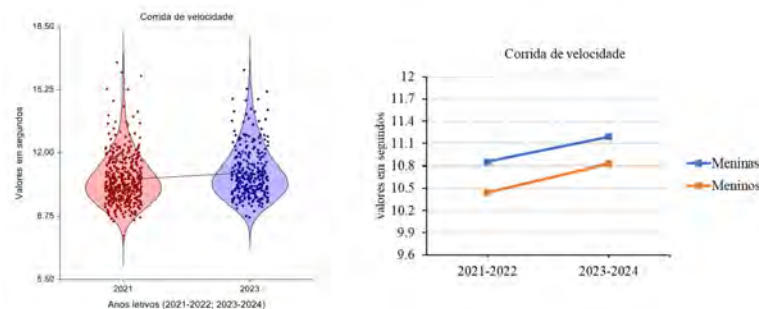 Corrida de velocidade
18.50
15.25
12.00
8.75
5.50
Valores em segundos
2021
2023
Anos letivos (2021-2022; 2023-2024)
Corrida de velocidade
12
11.7
11.4
11.1
10.8
10.5
10.2
9.9
9.6
valores em segundos
2021-2022
2023-2024
Meninas
Meninos